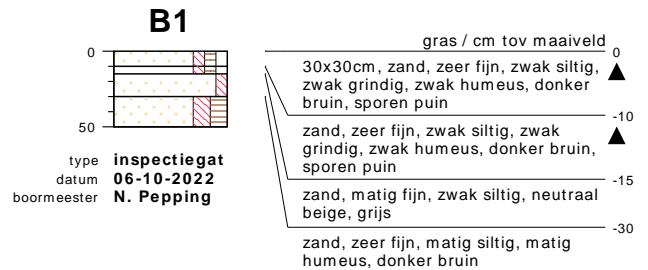 B1
gras / cm tov maaiveld
0
0
30x30cm, zand, zeer fijn, zwak siltig,
zwak grindig, zwak humeus, donker
bruin, sporen puin
-10
zand, zeer fijn, zwak siltig, zwak
grindig, zwak humeus, donker bruin,
sporen puin
-15
zand, matig fijn, zwak siltig, neutraal
beige, grijs
-30
zand, zeer fijn, matig siltig, matig
humeus, donker bruin
50
type inspectiegat
datum 06-10-2022
boormeester N. Pepping